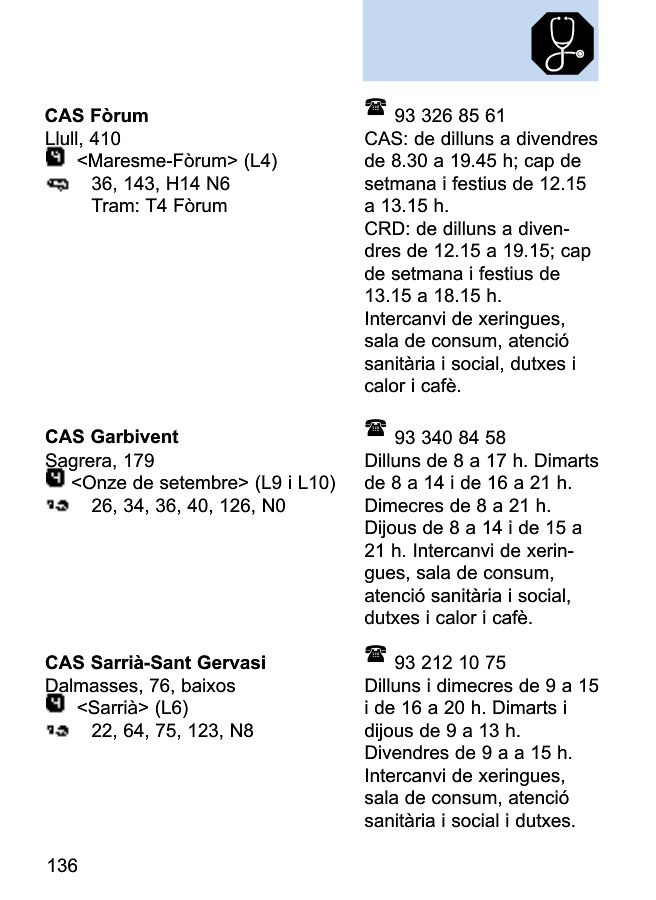 CAS Fòrum
Llull, 410
<Maresme-Fòrum> (L4)
36, 143, H14 N6
Tram: T4 Fòrum
93 326 85 61
CAS: de dilluns a divendres
de 8.30 a 19.45 h; cap de
setmana i festius de 12.15
a 13.15 h.
CRD: de dilluns a diven-
dres de 12.15 a 19.15; cap
de setmana i festius de
13.15 a 18.15 h.
Intercanvi de xeringues,
sala de consum, atenció
sanitària i social, dutxes i
calor i cafè.
CAS Garbivent
Sagrera, 179
<Onze de setembre> (L9 i L10)
26, 34, 36, 40, 126, N0
93 340 84 58
Dilluns de 8 a 17 h. Dimarts
de 8 a 14 i de 16 a 21 h.
Dimecres de 8 a 21 h.
Dijous de 8 a 14 i de 15 a
21 h. Intercanvi de xerin-
gues, sala de consum,
atenció sanitària i social,
dutxes i calor i cafè.
CAS Sarrià-Sant Gervasi
Dalmasses, 76, baixos
<Sarrià> (L6)
22, 64, 75, 123, N8
93 212 10 75
Dilluns i dimecres de 9 a 15
i de 16 a 20 h. Dimarts i
dijous de 9 a 13 h.
Divendres de 9 a a 15 h.
Intercanvi de xeringues,
sala de consum, atenció
sanitària i social i dutxes.
136